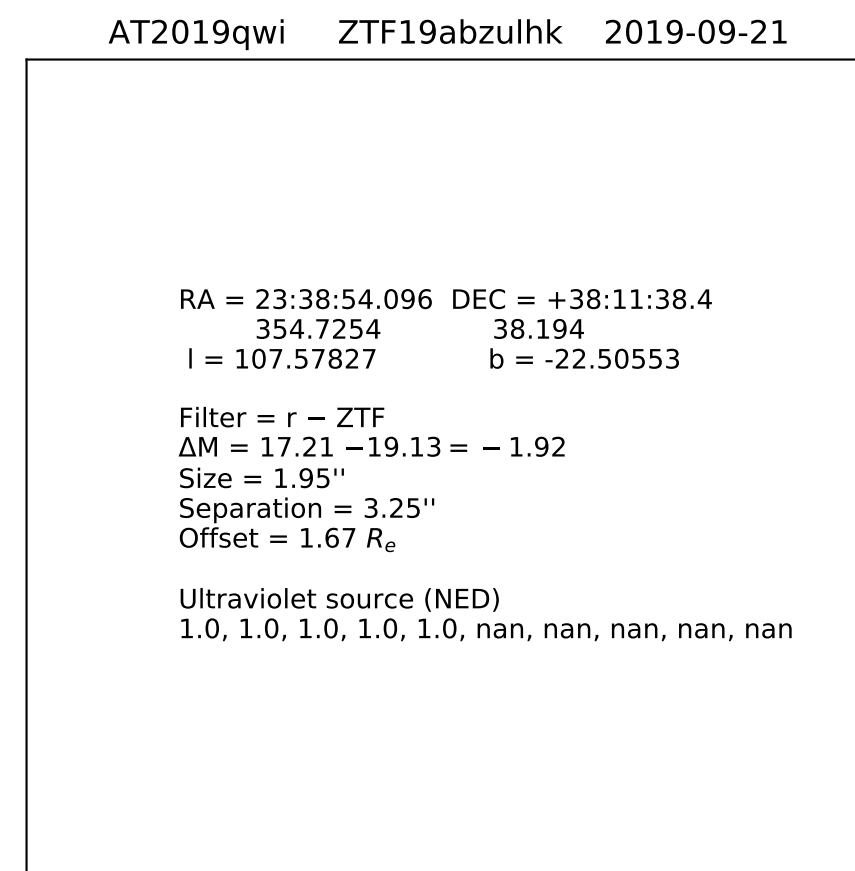 AT2019qwi ZTF19abzulhk 2019-09-21
RA = 23:38:54.096 DEC = +38:11:38.4
354.7254 38.194
l = 107.57827 b = -22.50553
Filter = r − ZTF
ΔM = 17.21 −19.13 = − 1.92
Size = 1.95''
Separation = 3.25''
Offset = 1.67 Rₑ
Ultraviolet source (NED)
1.0, 1.0, 1.0, 1.0, 1.0, nan, nan, nan, nan, nan